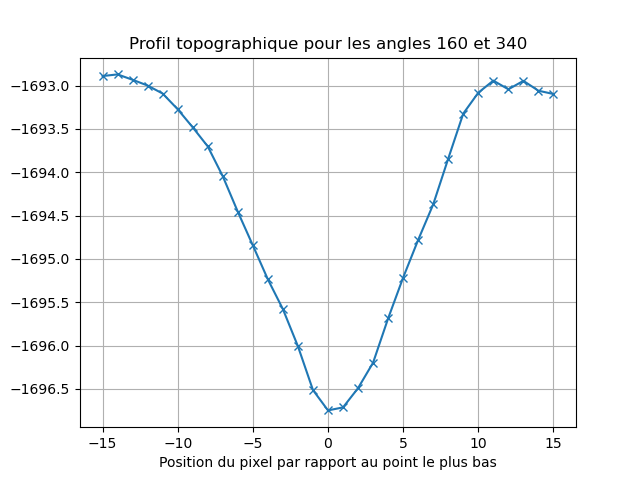 Profil topographique pour les angles 160 et 340
−1693.0
−1693.5
−1694.0
−1694.5
−1695.0
−1695.5
−1696.0
−1696.5
−15 −10 −5 0 5 10 15
Position du pixel par rapport au point le plus bas